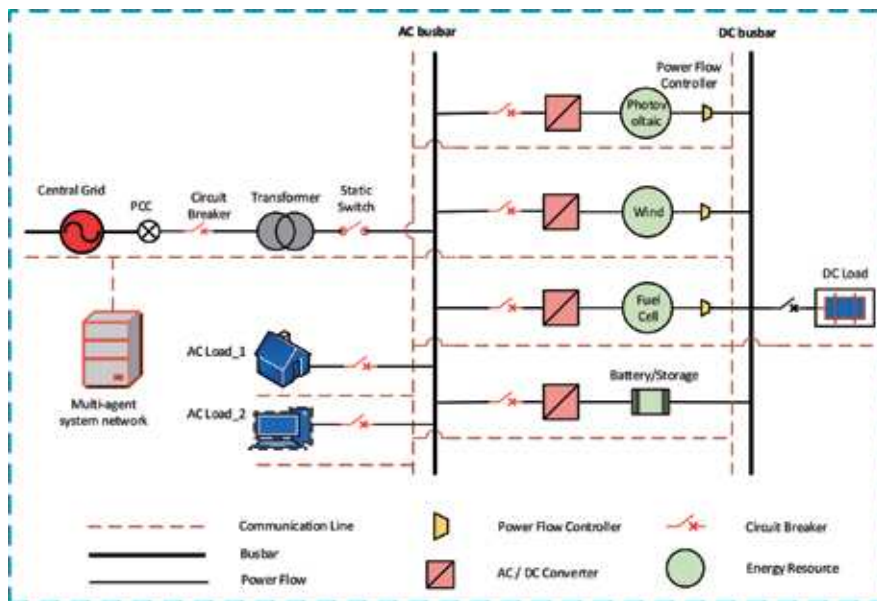 AC busbar
DC busbar
Power Flow
Controller
Photov
oltaic
Central Grid
PCC
Circuit
Breaker
Transformer
Static
Switch
Wind
DC Load
Fuel
Cell
AC Load_1
Battery/Storage
Multi-agent
system network
AC Load_2
Communication Line
Power Flow Controller
Circuit Breaker
Busbar
Power Flow
AC / DC Converter
Energy Resource